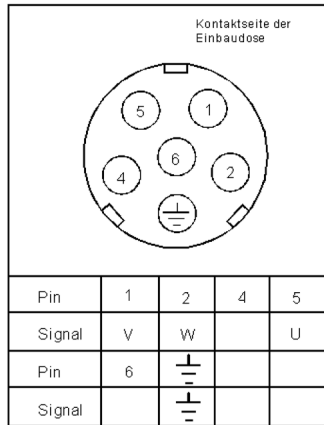 Kontaktseite der
Einbaudose
5 1
6
4 2
Pin 1 2 4 5
Signal V W U
Pin 6
Signal